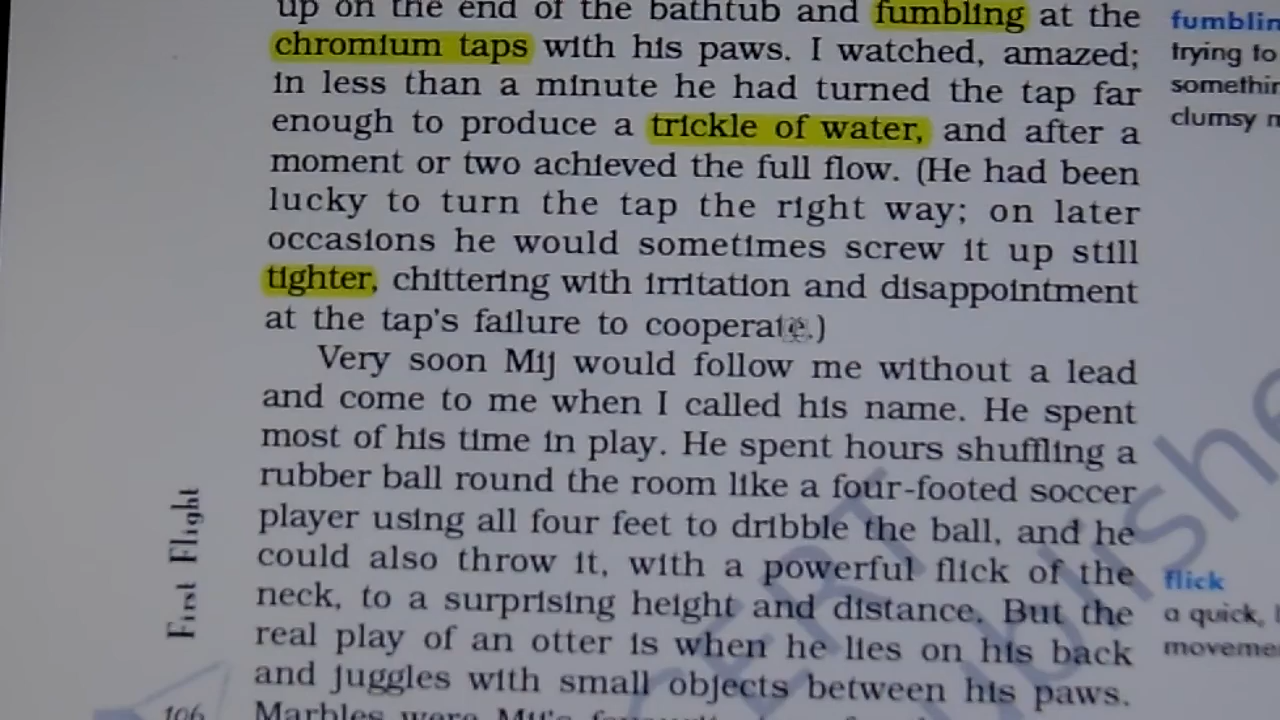 up on the end of the bathtub and fumbling at the
chromium taps with his paws. I watched, amazed;
in less than a minute he had turned the tap far
enough to produce a trickle of water, and after a
moment or two achieved the full flow. (He had been
lucky to turn the tap the right way; on later
occasions he would sometimes screw it up still
tighter, chittering with irritation and disappointment
at the tap's failure to cooperate.)
Very soon Mij would follow me without a lead
and come to me when I called his name. He spent
most of his time in play. He spent hours shuffling a
rubber ball round the room like a four-footed soccer
player using all four feet to dribble the ball, and he
could also throw it, with a powerful flick of the
neck, to a surprising height and distance. But the
real play of an otter is when he lies on his back
and juggles with small objects between his paws.
Marbles were Mij's
fumblin
trying to
somethin
clumsy m
flick
a quick,
moveme
First Flight
106